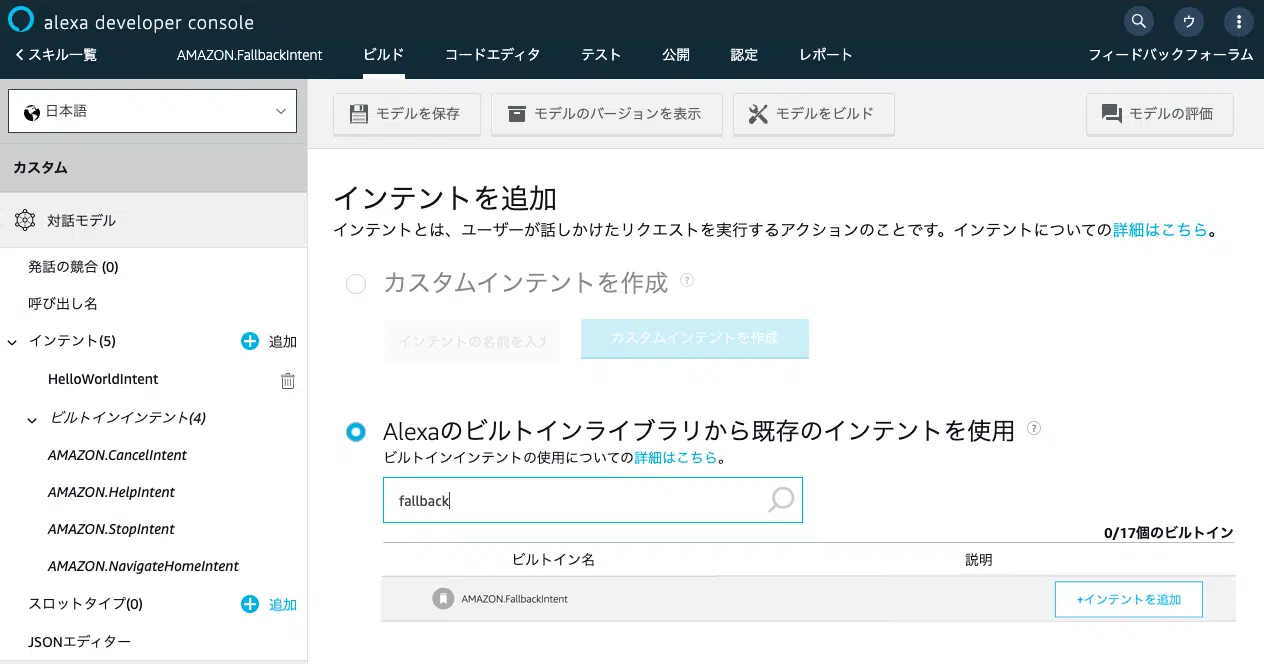 alexa developer console
ウ
スキル一覧
AMAZON.FallbackIntent
ビルド
コードエディタ
テスト
公開
認定
レポート
フィードバックフォーラム
日本語
カスタム
対話モデル
発話の競合 (0)
呼び出し名
インテント(5)
追加
HelloWorldIntent
ビルトインインテント(4)
AMAZON.CancelIntent
AMAZON.HelpIntent
AMAZON.StopIntent
AMAZON.NavigateHomeIntent
スロットタイプ(0)
追加
JSONエディター
モデルを保存
モデルのバージョンを表示
モデルをビルド
モデルの評価
インテントを追加
インテントとは、ユーザーが話しかけたリクエストを実行するアクションのことです。インテントについての詳細はこちら。
カスタムインテントを作成 ?
インテントの名前を入力
カスタムインテントを作成
Alexaのビルトインライブラリから既存のインテントを使用 ?
ビルトインインテントの使用についての詳細はこちら。
fallback
0/17個のビルトイン
ビルトイン名
説明
AMAZON.FallbackIntent
+インテントを追加